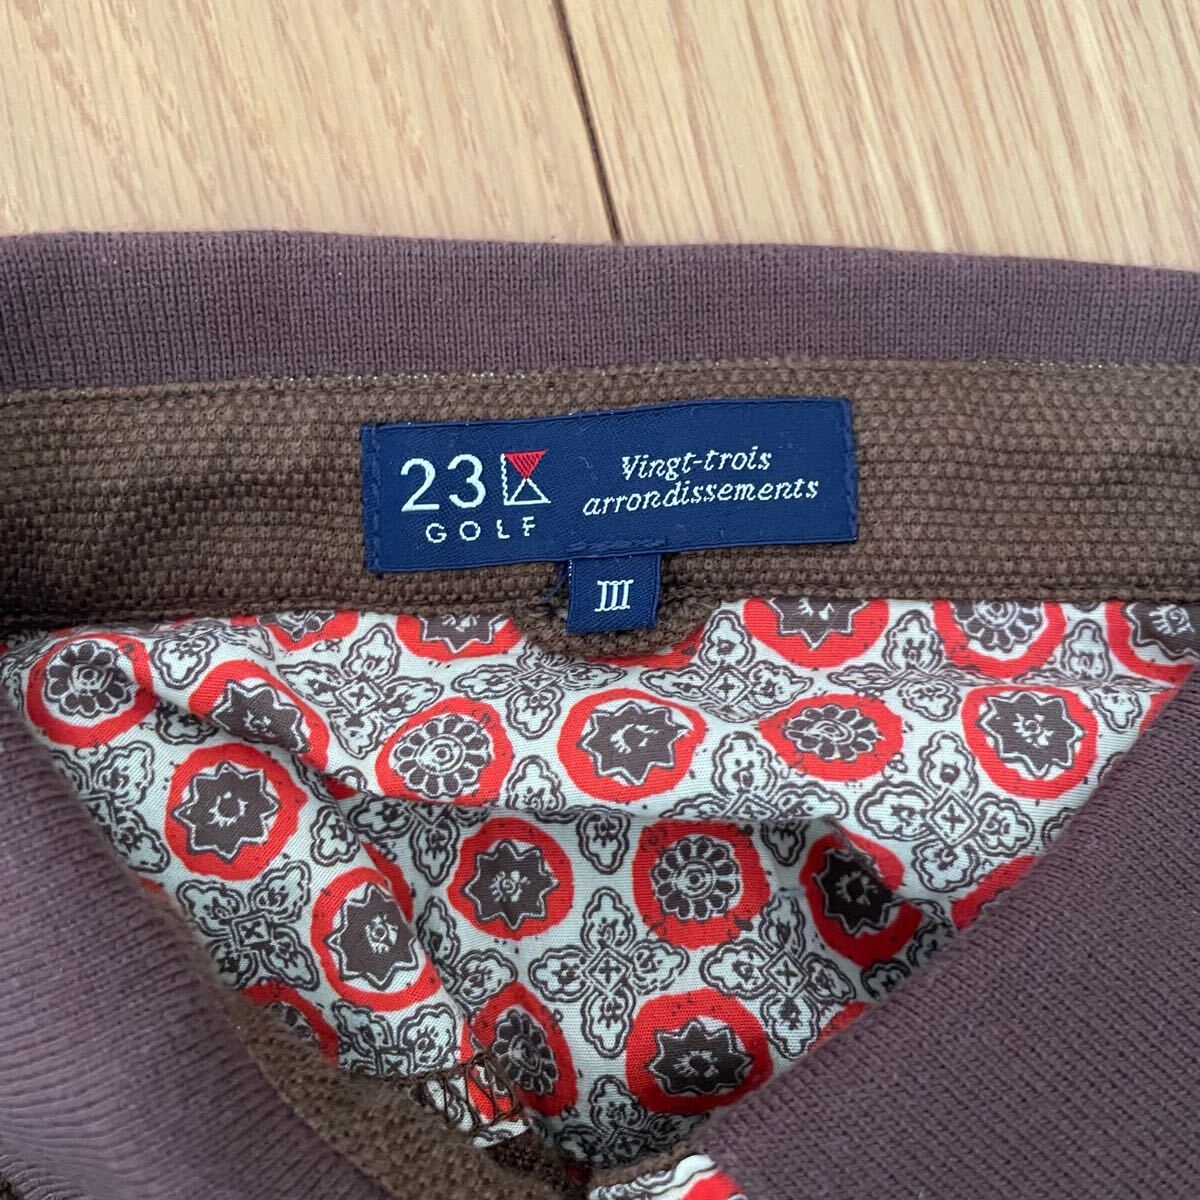 23
GOLF
Vingt-trois
arrondissements
III